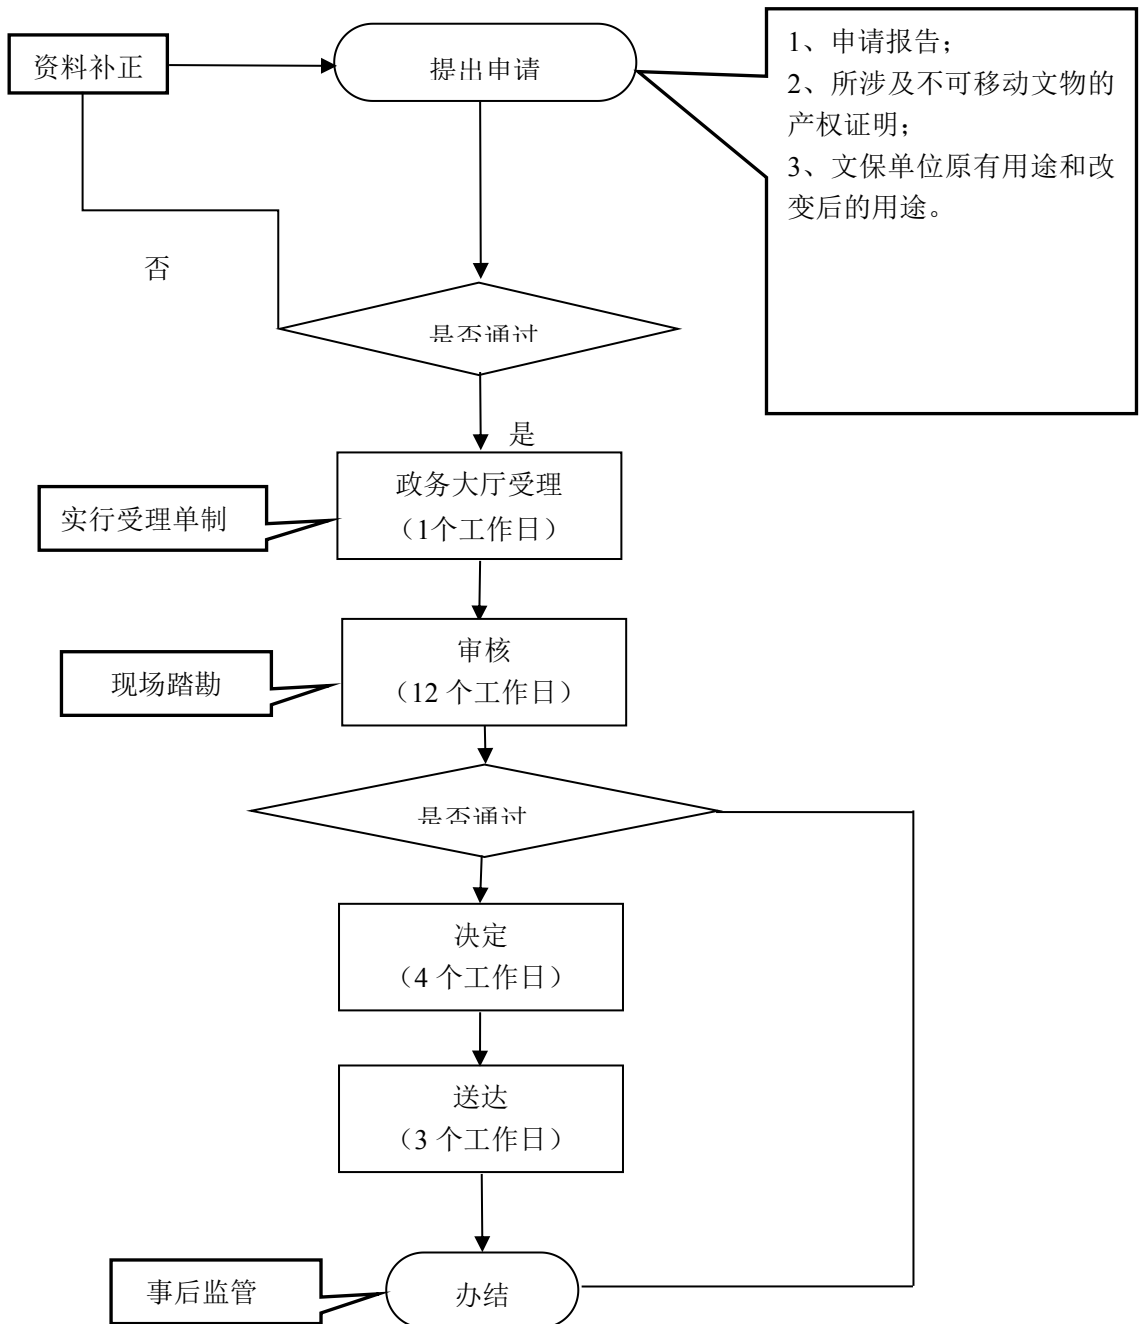 资料补正
提出申请
1、申请报告；
2、所涉及不可移动文物的
产权证明；
3、文保单位原有用途和改
变后的用途。
否
是否通过
是
政务大厅受理
（1个工作日）
实行受理单制
审核
（12 个工作日）
现场踏勘
是否通过
决定
（4 个工作日）
送达
（3 个工作日）
事后监管
办结